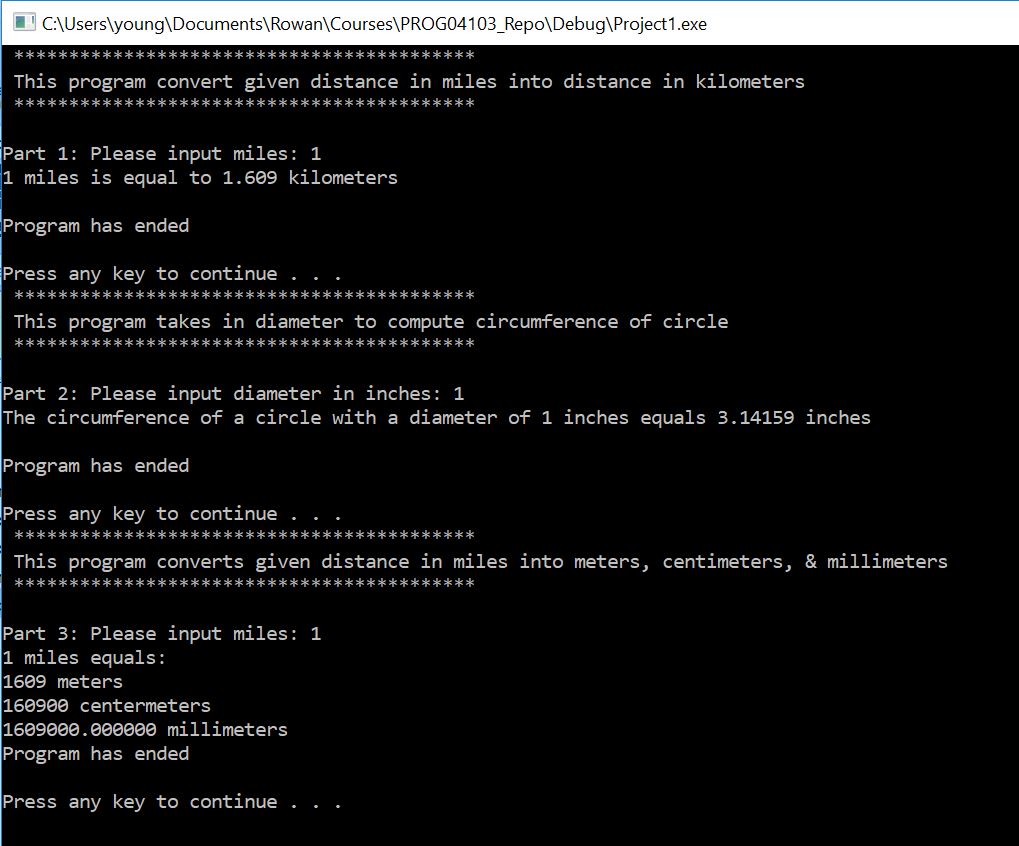 C:\Users\young\Documents\Rowan\Courses\PROG04103_Repo\Debug\Project1.exe
******************************************
This program convert given distance in miles into distance in kilometers
******************************************
Part 1: Please input miles: 1
1 miles is equal to 1.609 kilometers
Program has ended
Press any key to continue . . .
******************************************
This program takes in diameter to compute circumference of circle
******************************************
Part 2: Please input diameter in inches: 1
The circumference of a circle with a diameter of 1 inches equals 3.14159 inches
Program has ended
Press any key to continue . . .
******************************************
This program converts given distance in miles into meters, centimeters, & millimeters
******************************************
Part 3: Please input miles: 1
1 miles equals:
1609 meters
160900 centermeters
1609000.000000 millimeters
Program has ended
Press any key to continue . . .